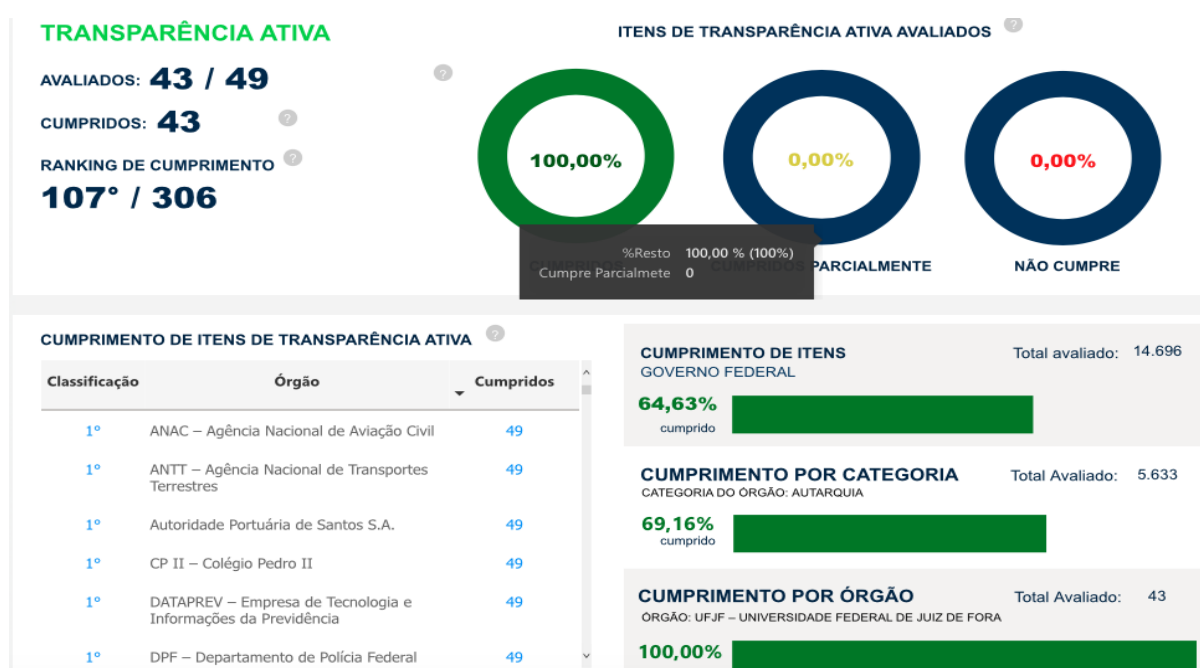 TRANSPARÊNCIA ATIVA
AVALIADOS: 43 / 49
?
CUMPRIDOS: 43
?
RANKING DE CUMPRIMENTO
?
107° / 306
ITENS DE TRANSPARÊNCIA ATIVA AVALIADOS
?
100,00%
0,00%
0,00%
%Resto 100,00 % (100%)
Cumpre Parcialmete 0
CUMPRIDOS
CUMPRIDOS PARCIALMENTE
NÃO CUMPRE
CUMPRIMENTO DE ITENS DE TRANSPARÊNCIA ATIVA
?
Classificação Órgão Cumpridos
1° ANAC – Agência Nacional de Aviação Civil 49
1° ANTT – Agência Nacional de Transportes
Terrestres 49
1° Autoridade Portuária de Santos S.A. 49
1° CP II – Colégio Pedro II 49
1° DATAPREV – Empresa de Tecnologia e
Informações da Previdência 49
1° DPF – Departamento de Polícia Federal 49
CUMPRIMENTO DE ITENS Total avaliado: 14.696
GOVERNO FEDERAL
64,63%
cumprido
CUMPRIMENTO POR CATEGORIA Total Avaliado: 5.633
CATEGORIA DO ÓRGÃO: AUTARQUIA
69,16%
cumprido
CUMPRIMENTO POR ÓRGÃO Total Avaliado: 43
ÓRGÃO: UFJF – UNIVERSIDADE FEDERAL DE JUIZ DE FORA
100,00%